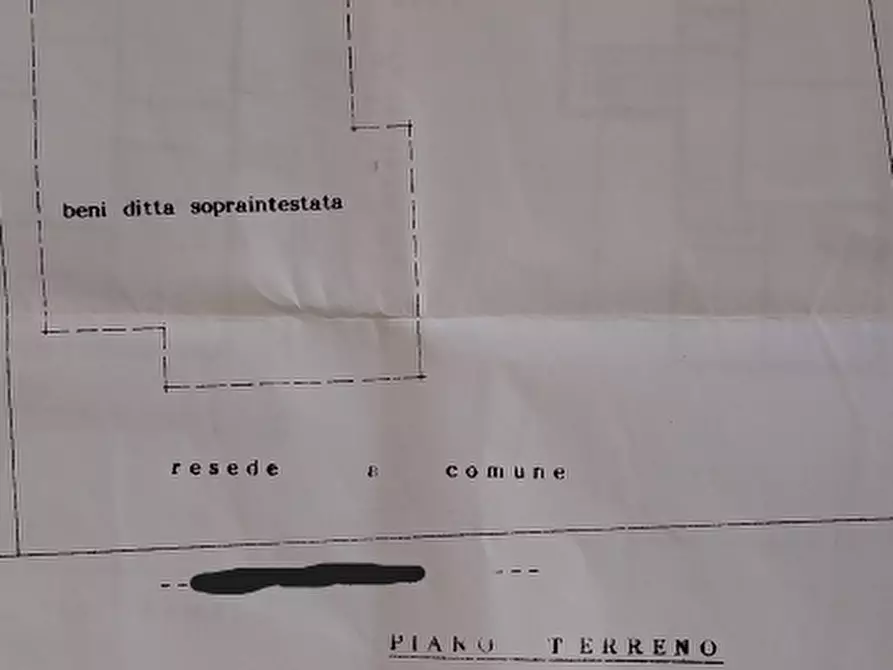 beni ditta sopraintestata
resede a comune
PIANO TERRENO